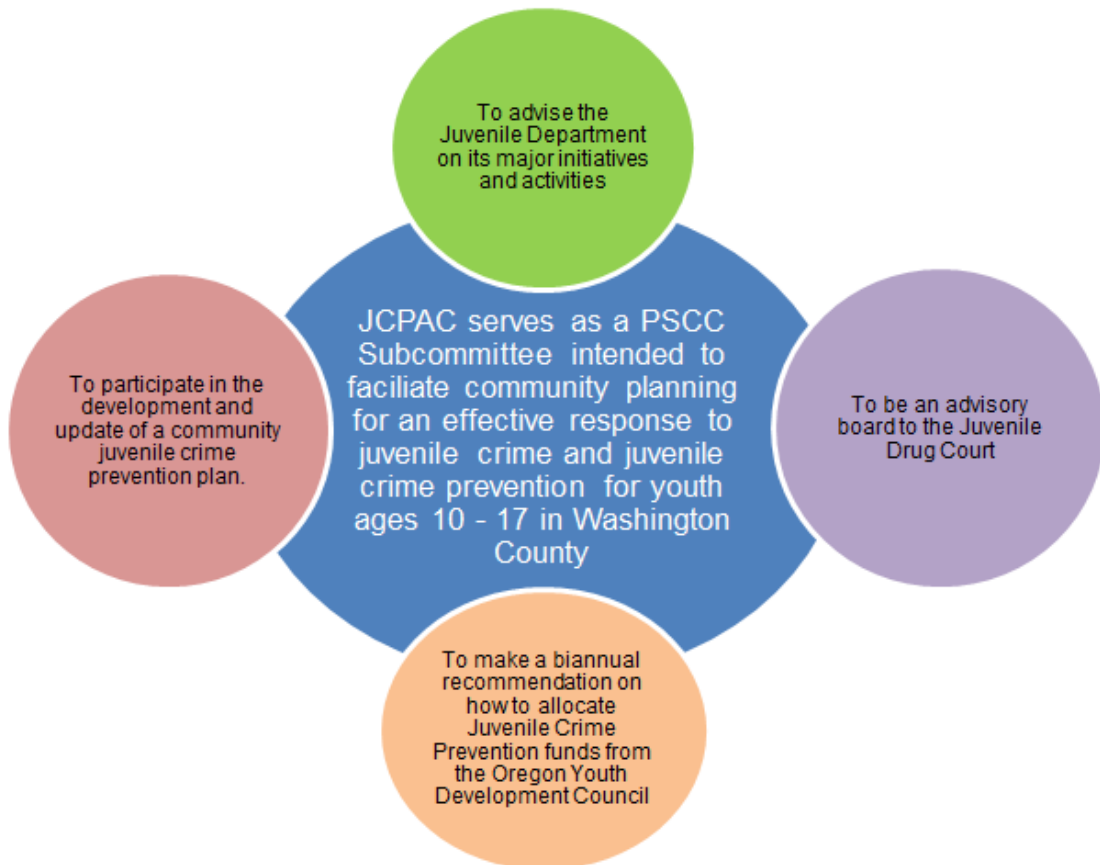 To advise the
Juvenile Department
on its major initiatives
and activities
JCPAC serves as a PSCC
Subcommittee intended to
faciliate community planning
for an effective response to
juvenile crime and juvenile
crime prevention for youth
ages 10 - 17 in Washington
County
To participate in the
development and
update of a community
juvenile crime
prevention plan.
To be an advisory
board to the Juvenile
Drug Court
To make a biannual
recommendation on
how to allocate
Juvenile Crime
Prevention funds from
the Oregon Youth
Development Council